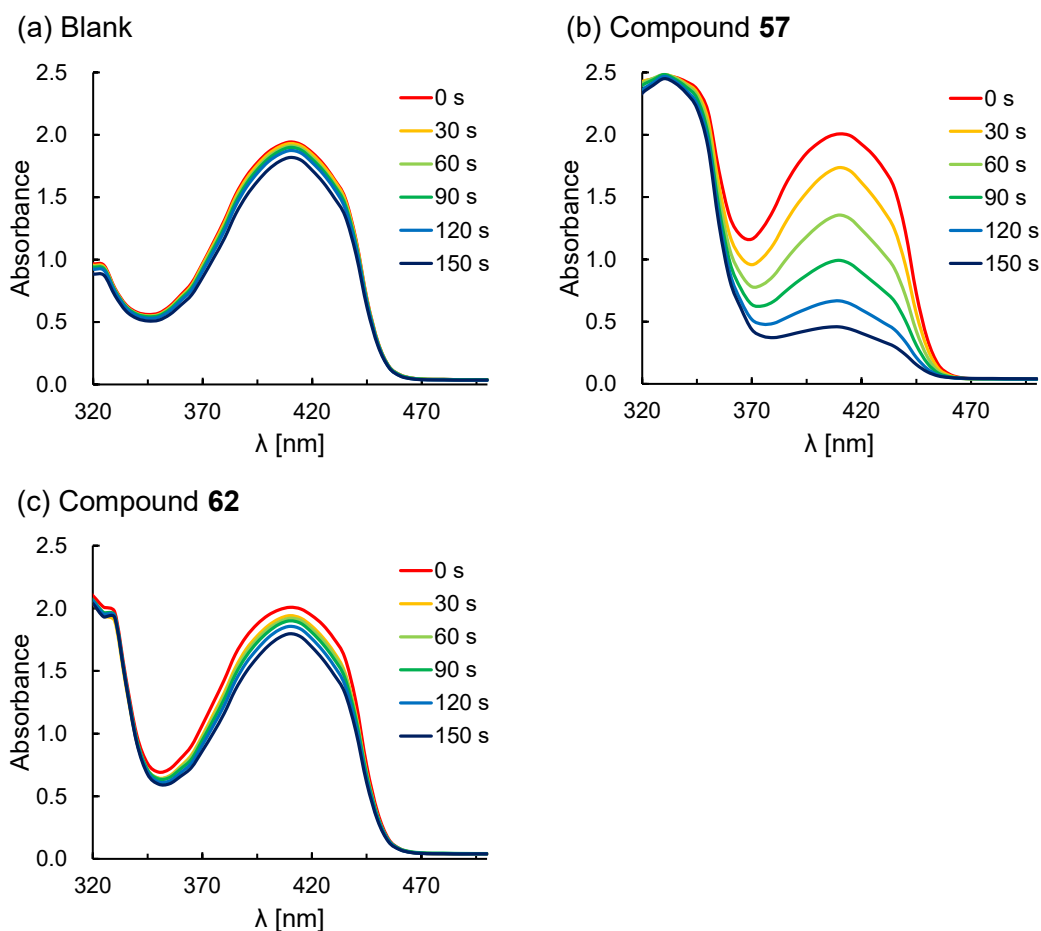 (a) Blank
2.5
2.0
1.5
1.0
0.5
0.0
Absorbance
320
370
420
470
λ [nm]
0 s
30 s
60 s
90 s
120 s
150 s
(b) Compound 57
2.5
2.0
1.5
1.0
0.5
0.0
Absorbance
320
370
420
470
λ [nm]
0 s
30 s
60 s
90 s
120 s
150 s
(c) Compound 62
2.5
2.0
1.5
1.0
0.5
0.0
Absorbance
320
370
420
470
λ [nm]
0 s
30 s
60 s
90 s
120 s
150 s